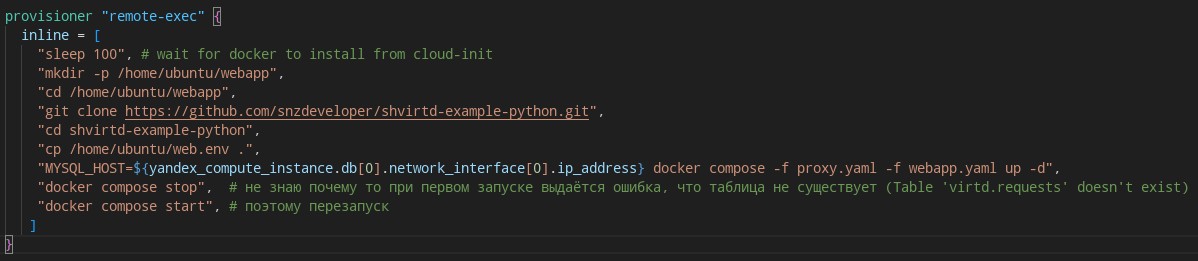 provisioner "remote-exec" {
inline = [
"sleep 100", # wait for docker to install from cloud-init
"mkdir -p /home/ubuntu/webapp",
"cd /home/ubuntu/webapp",
"git clone https://github.com/snzdeveloper/shvirtd-example-python.git",
"cd shvirtd-example-python",
"cp /home/ubuntu/web.env .",
"MYSQL_HOST=${yandex_compute_instance.db[0].network_interface[0].ip_address} docker compose -f proxy.yaml -f webapp.yaml up -d",
"docker compose stop", # не знаю почему то при первом запуске выдаётся ошибка, что таблица не существует (Table 'virtd.requests' doesn't exist)
"docker compose start", # поэтому перезапуск
]
}